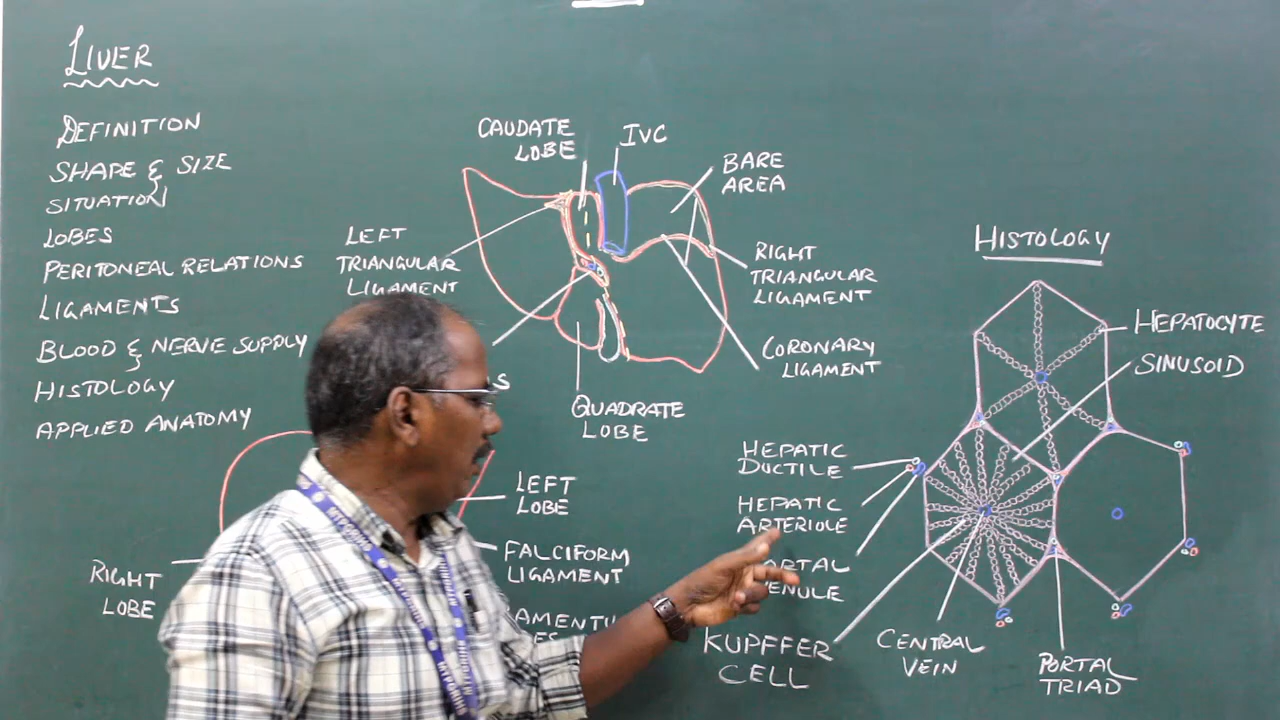 LIVER
DEFINITION
SHAPE & SIZE
SITUATION
LOBES
PERITONEAL RELATIONS
LIGAMENTS
BLOOD & NERVE SUPPLY
HISTOLOGY
APPLIED ANATOMY
CAUDATE
LOBE
IVC
BARE
AREA
LEFT
TRIANGULAR
LIGAMENT
RIGHT
TRIANGULAR
LIGAMENT
CORONARY
LIGAMENT
S
QUADRATE
LOBE
RIGHT
LOBE
LEFT
LOBE
FALCIFORM
LIGAMENT
HISTOLOGY
HEPATOCYTE
SINUSOID
HEPATIC
DUCTILE
HEPATIC
ARTERIOLE
KUPFFER
CELL
CENTRAL
VEIN
PORTAL
TRIAD